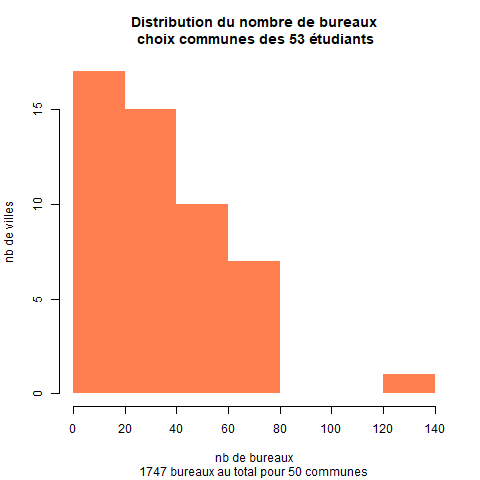 Distribution du nombre de bureaux
choix communes des 53 étudiants
nb de villes
15
10
5
0
0 20 40 60 80 100 120 140
nb de bureaux
1747 bureaux au total pour 50 communes